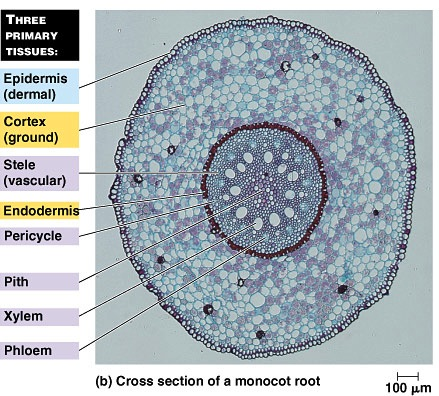 THREE
PRIMARY
TISSUES:
Epidermis
(dermal)
Cortex
(ground)
Stele
(vascular)
Endodermis
Pericycle
Pith
Xylem
Phloem
(b) Cross section of a monocot root
100 µm